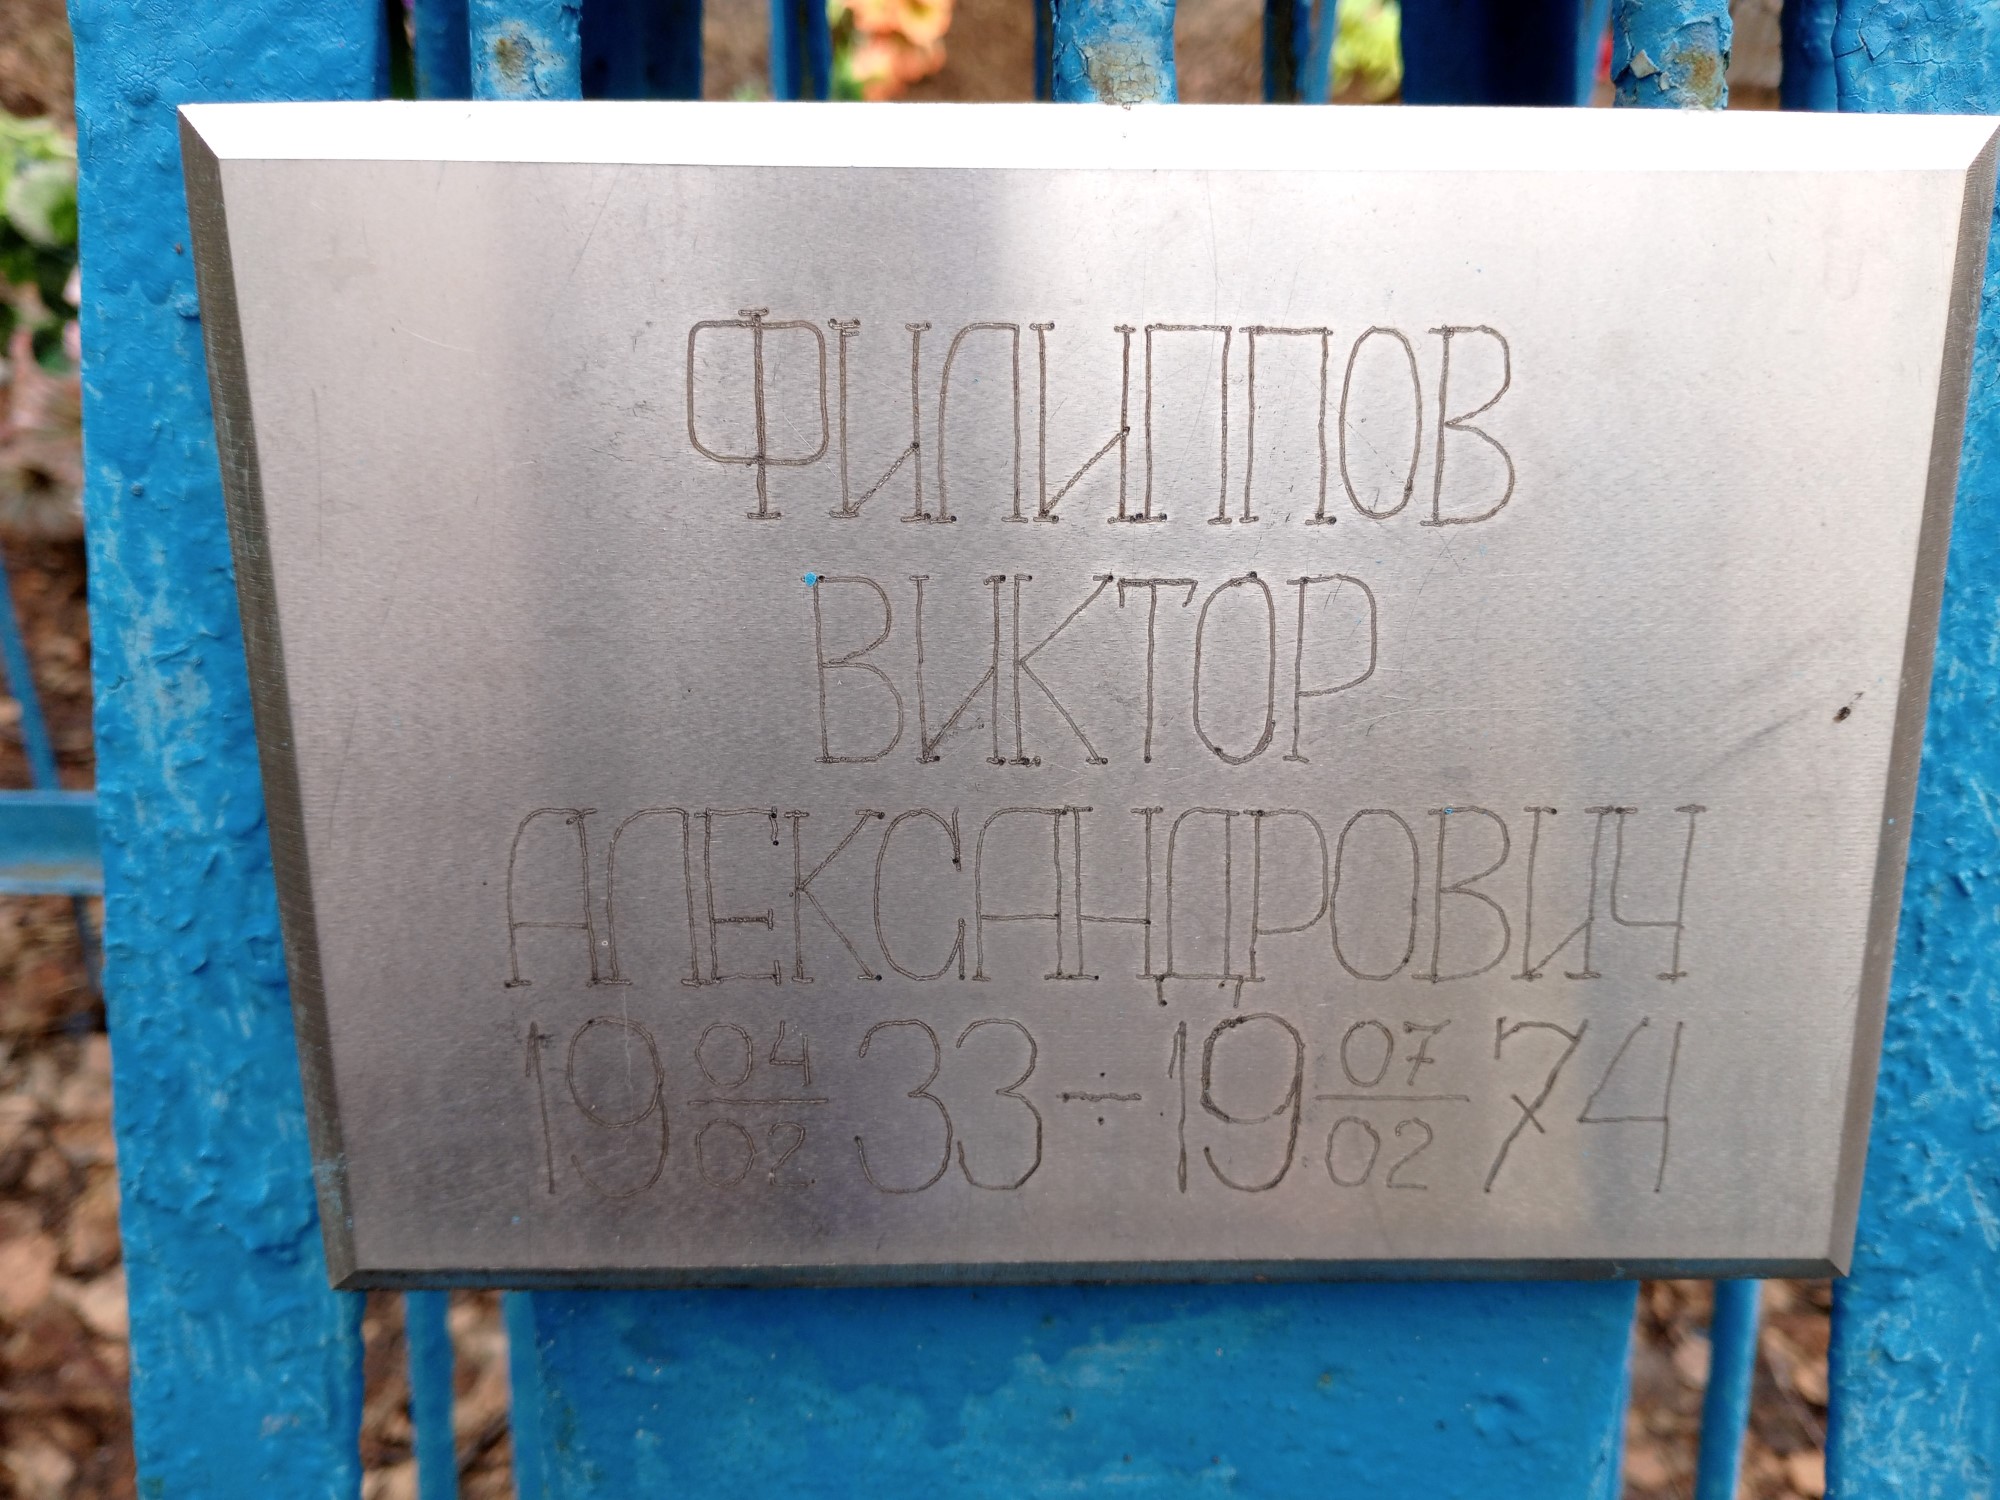 ФИЛИППОВ
ВИКТОР
АЛЕКСАНДРОВИЧ
19 04/02 33 ÷ 19 07/02 74